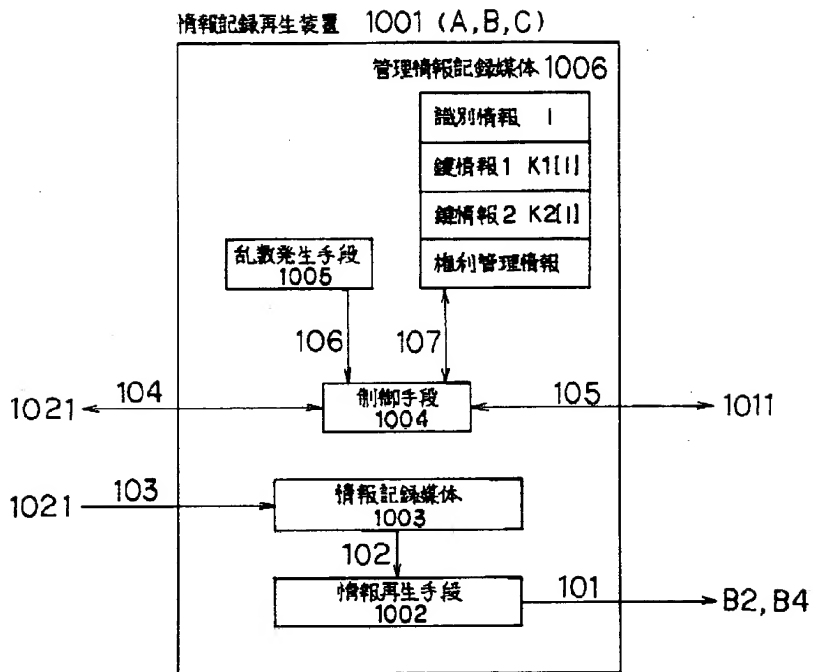 情報記録再生装置 1001 (A,B,C)
管理情報記録媒体 1006
識別情報 I
鍵情報1 K1[I]
鍵情報2 K2[I]
権利管理情報
乱数発生手段
1005
106
107
1021
104
制御手段
1004
105
1011
1021
103
情報記録媒体
1003
102
情報再生手段
1002
101
B2, B4